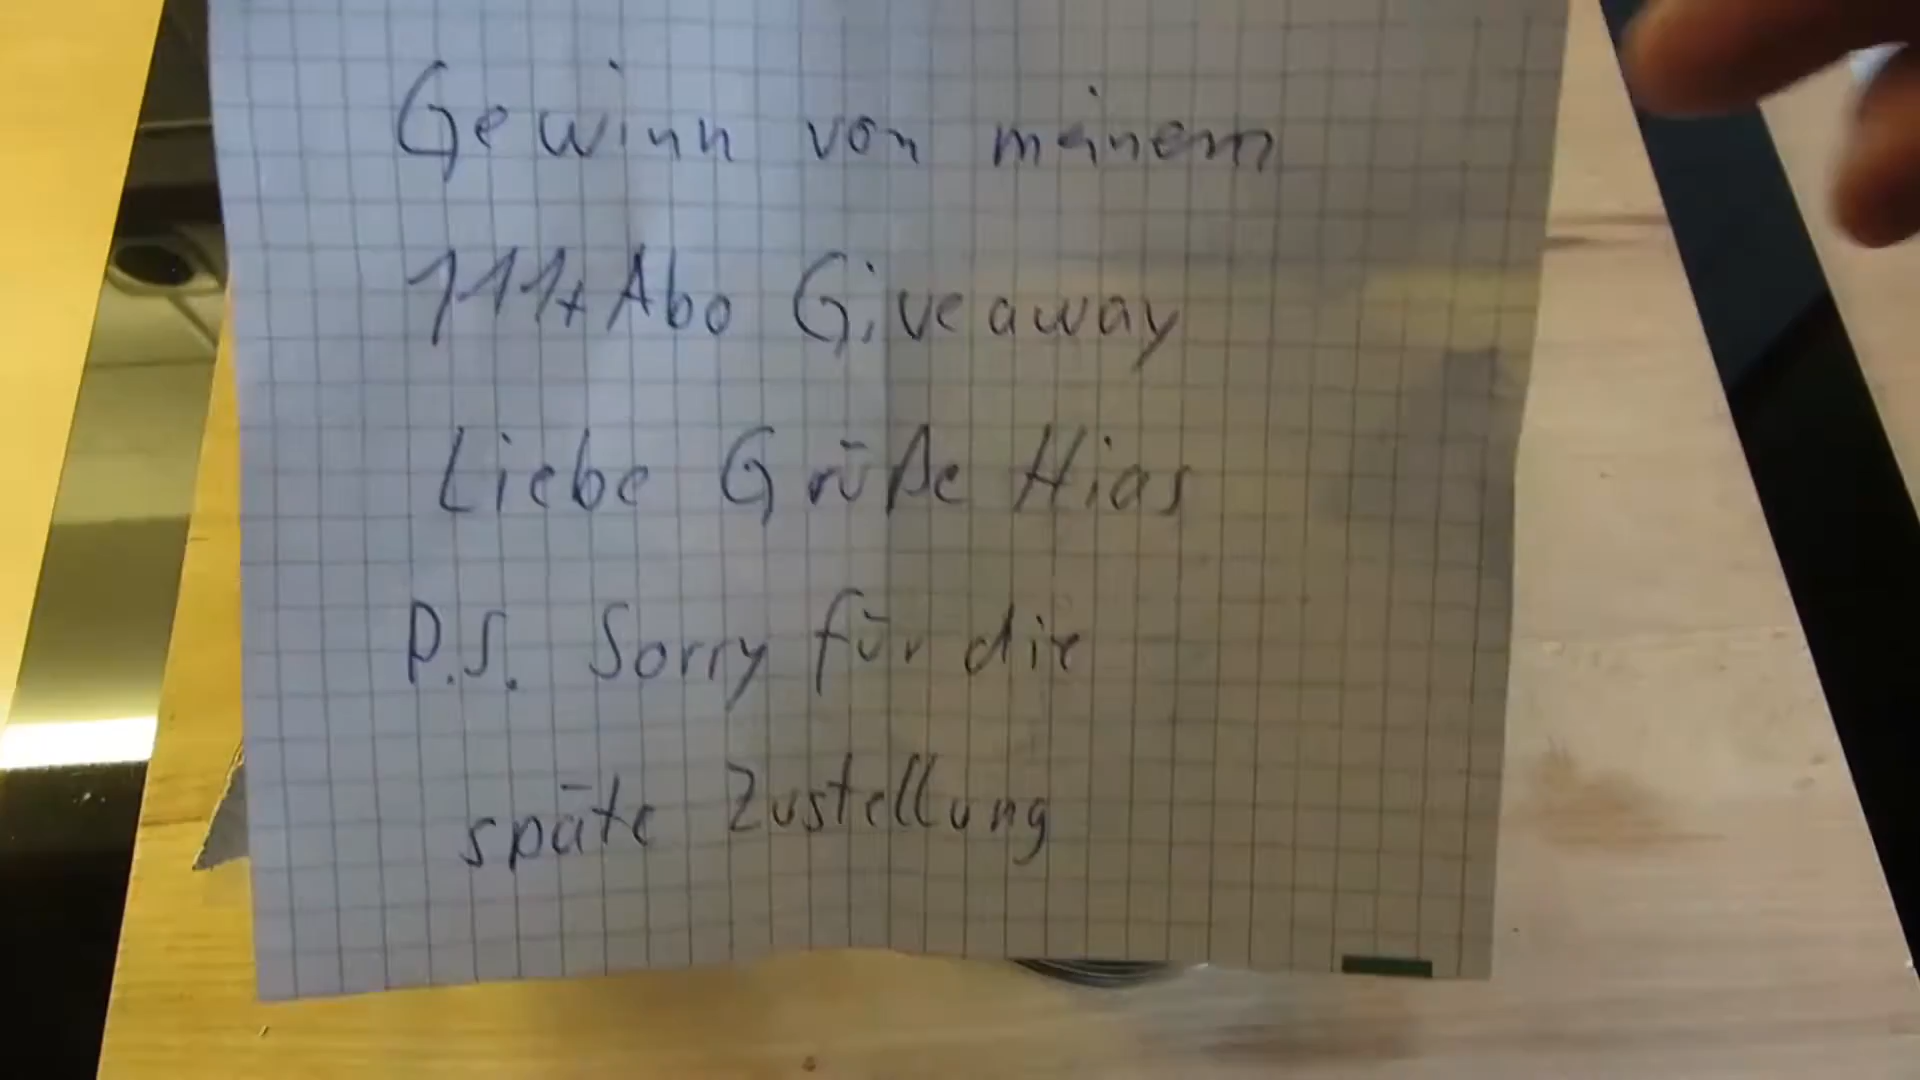 Gewinn von meinem
111+ Abo Giveaway
Liebe Grüße Hias
P.S. Sorry für die
späte Zustellung